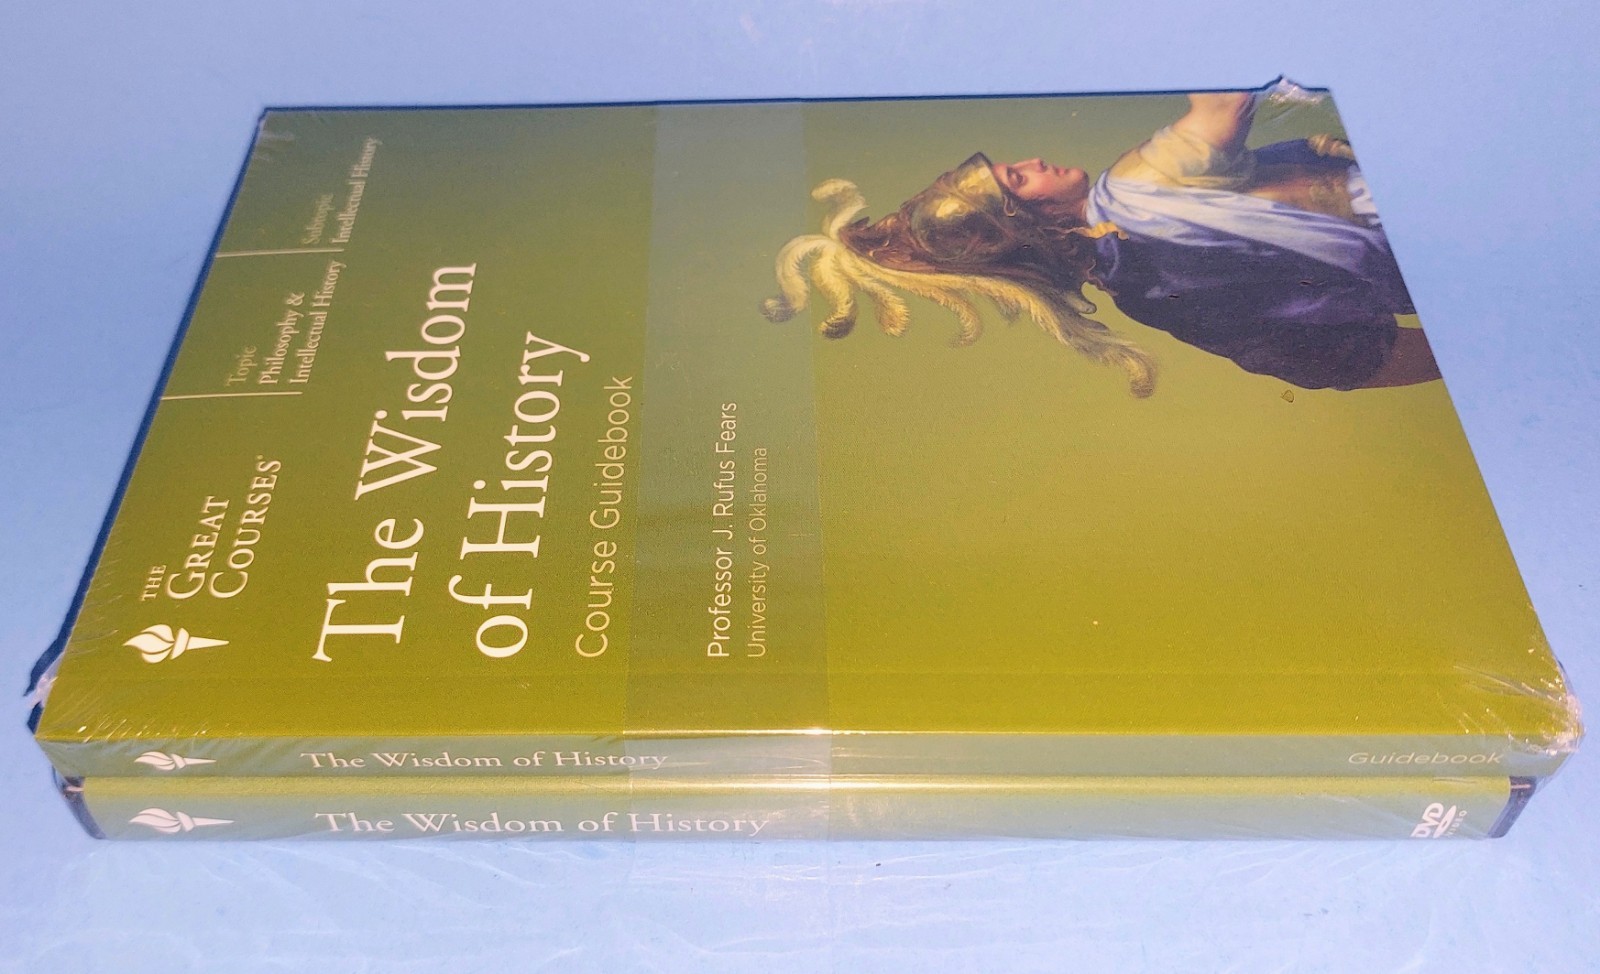 THE
GREAT
COURSES®
Topic
Philosophy &
Intellectual History
Subtopic
Intellectual History
The Wisdom
of History
Course Guidebook
Professor J. Rufus Fears
University of Oklahoma
The Wisdom of History
Guidebook
The Wisdom of History
DVD
VIDEO